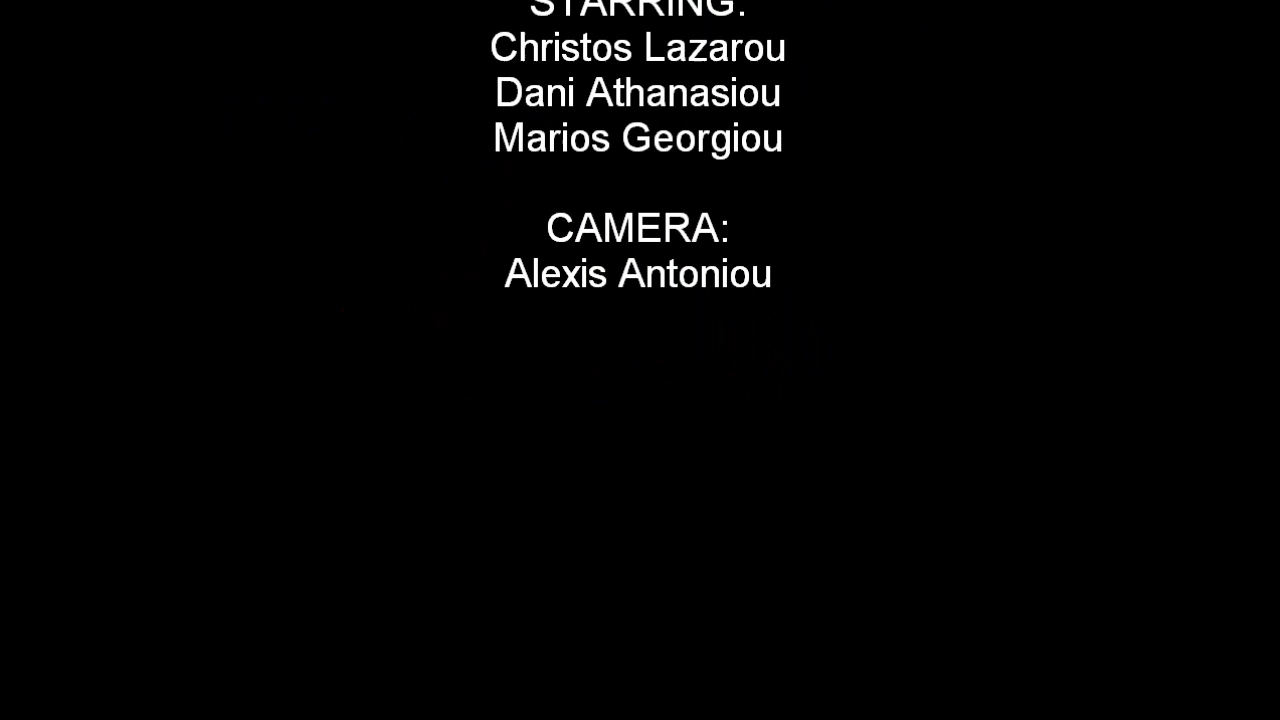 STARRING:
Christos Lazarou
Dani Athanasiou
Marios Georgiou
CAMERA:
Alexis Antoniou